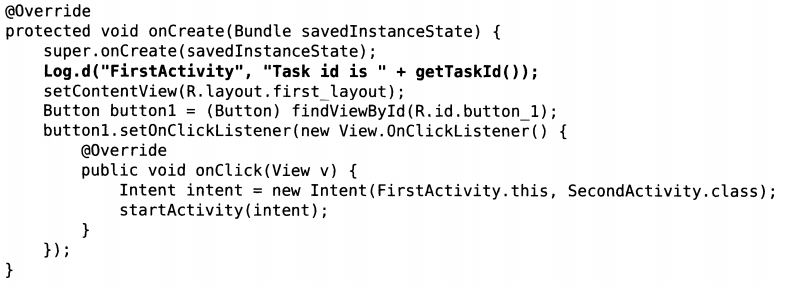 @Override
protected void onCreate(Bundle savedInstanceState) {
    super.onCreate(savedInstanceState);
    Log.d("FirstActivity", "Task id is " + getTaskId());
    setContentView(R.layout.first_layout);
    Button button1 = (Button) findViewById(R.id.button_1);
    button1.setOnClickListener(new View.OnClickListener() {
        @Override
        public void onClick(View v) {
            Intent intent = new Intent(FirstActivity.this, SecondActivity.class);
            startActivity(intent);
        }
    });
}